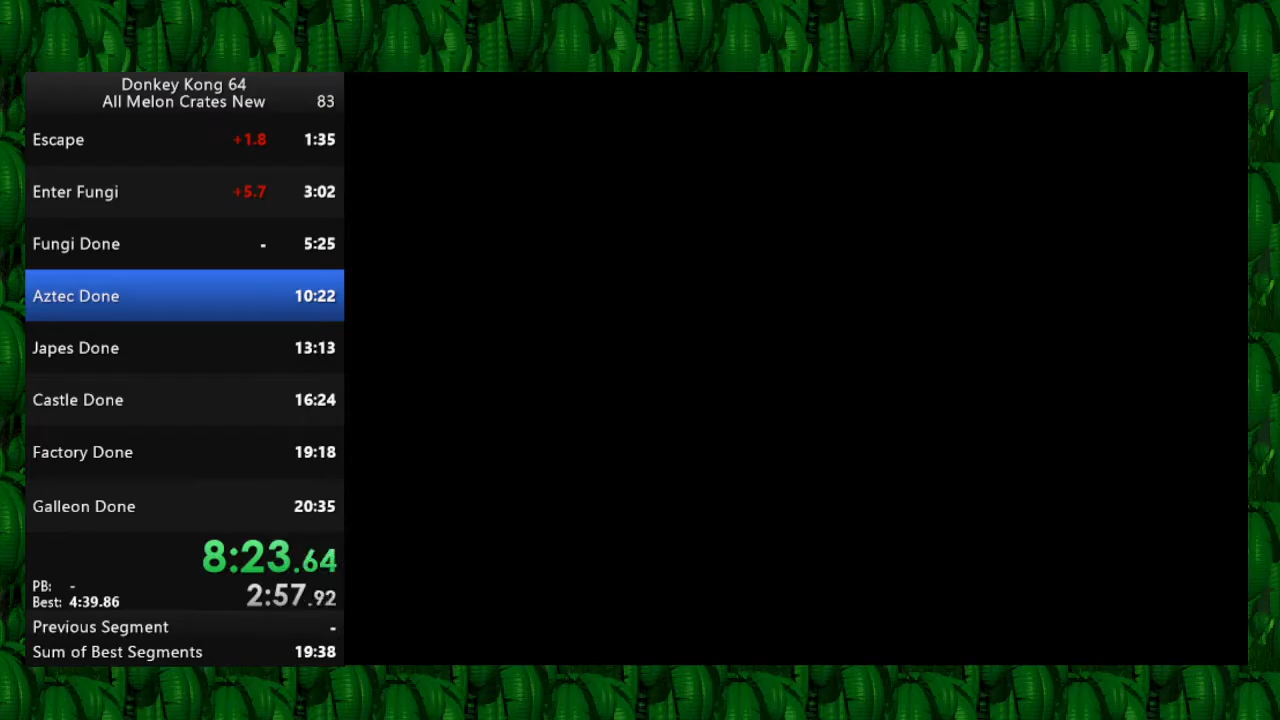 Donkey Kong 64
All Melon Crates New 83
Escape +1.8 1:35
Enter Fungi +5.7 3:02
Fungi Done - 5:25
Aztec Done 10:22
Japes Done 13:13
Castle Done 16:24
Factory Done 19:18
Galleon Done 20:35
8:23.64
PB: -
Best: 4:39.86
2:57.92
Previous Segment -
Sum of Best Segments 19:38